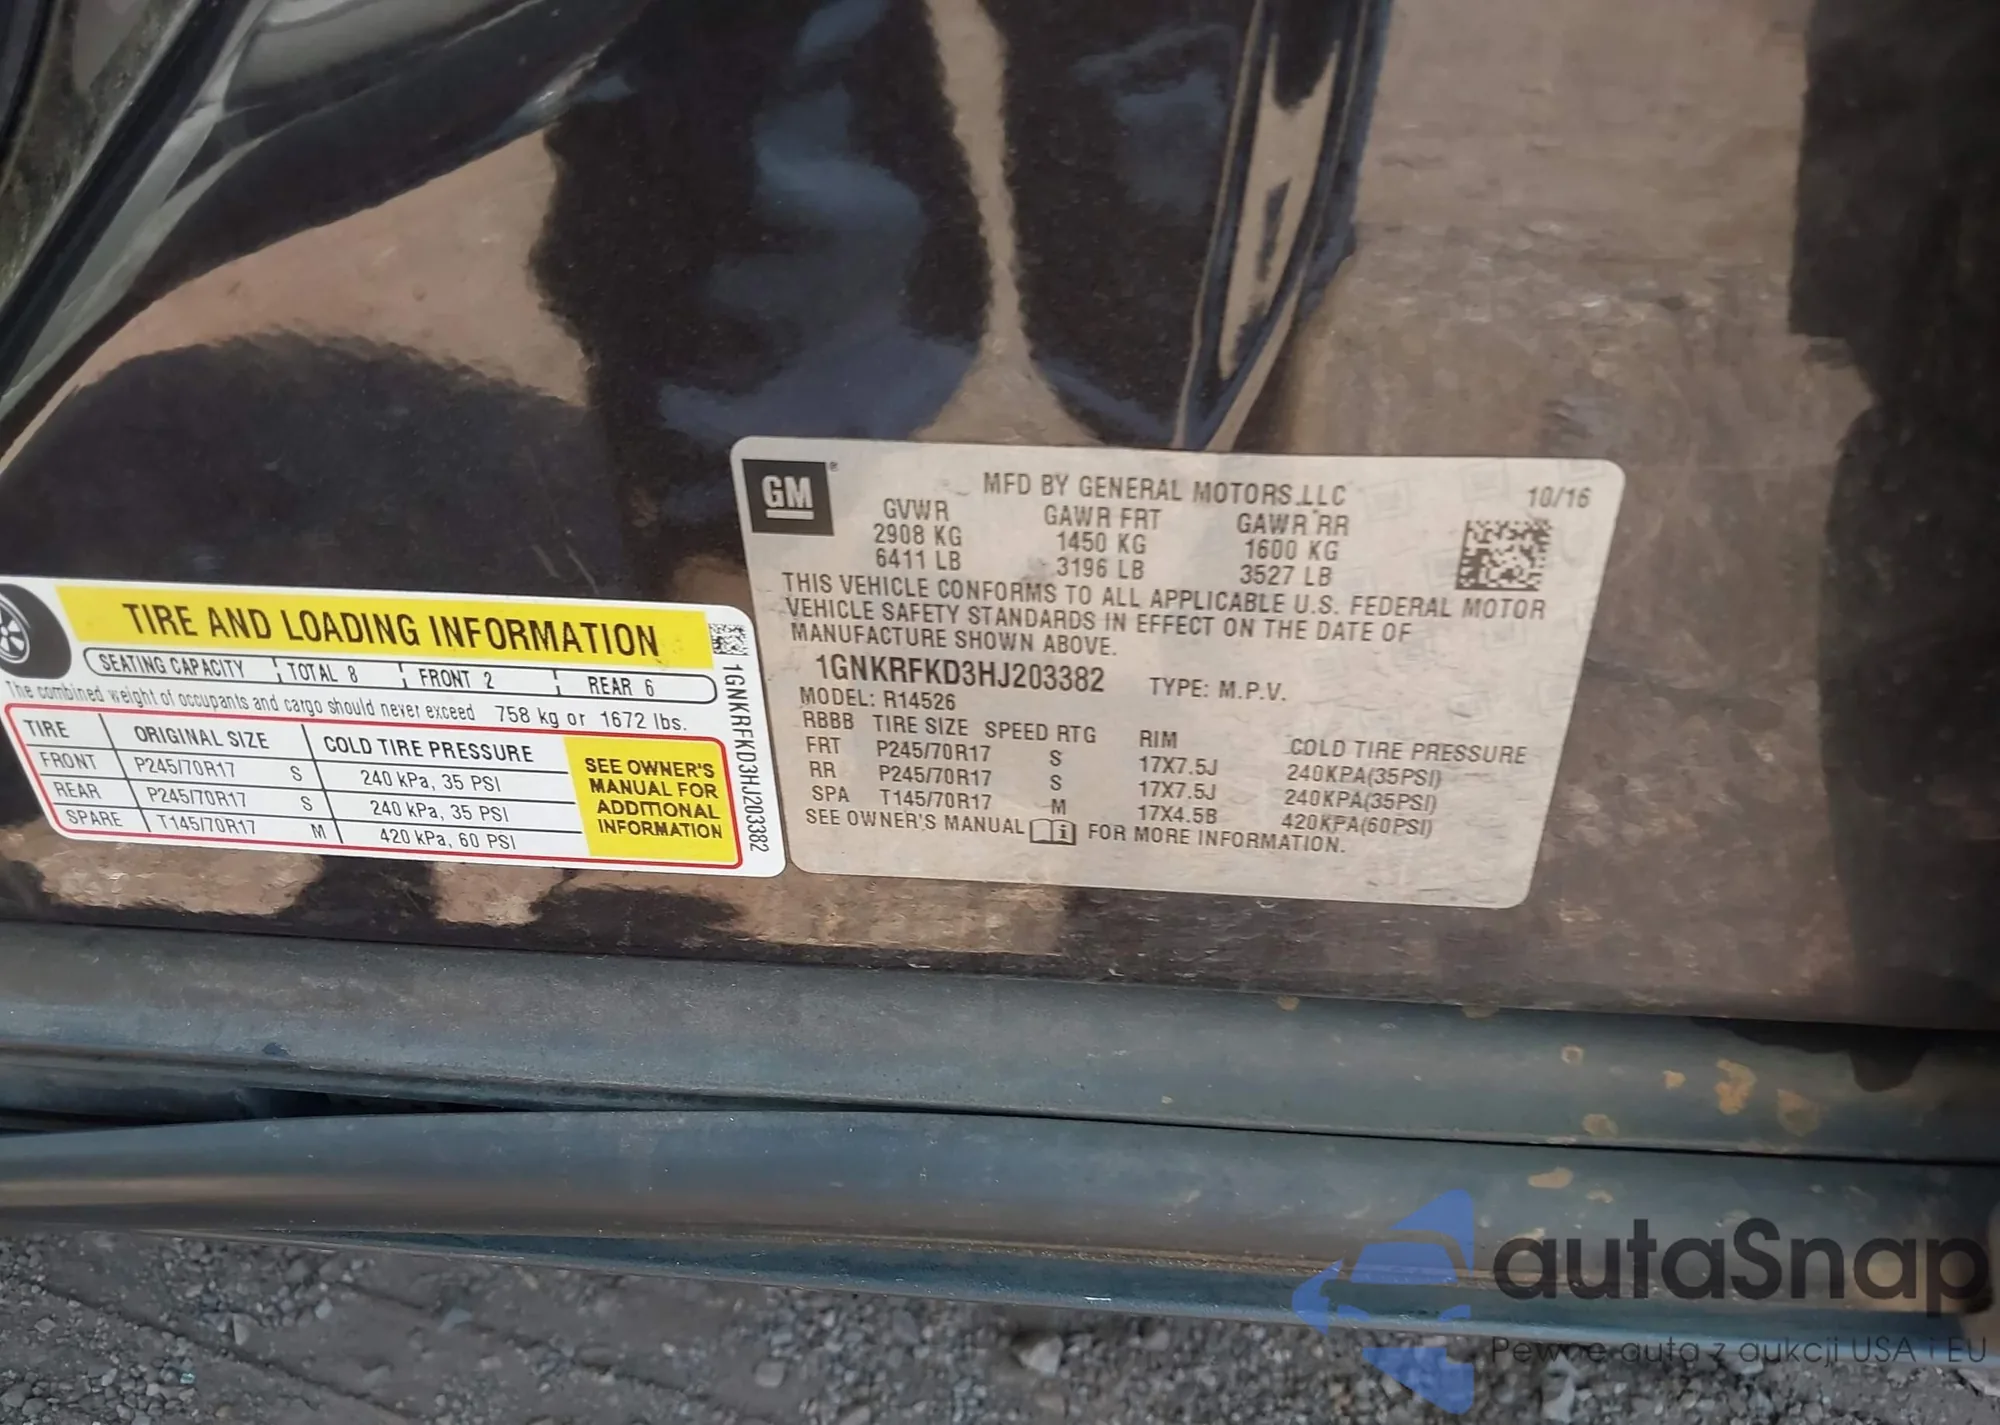 TIRE AND LOADING INFORMATION
SEATING CAPACITY TOTAL 8 FRONT 2 REAR 6
The combined weight of occupants and cargo should never exceed 758 kg or 1672 lbs.
TIRE ORIGINAL SIZE COLD TIRE PRESSURE
FRONT P245/70R17 S 240 kPa, 35 PSI
REAR P245/70R17 S 240 kPa, 35 PSI
SPARE T145/70R17 M 420 kPa, 60 PSI
SEE OWNER'S
MANUAL FOR
ADDITIONAL
INFORMATION
1GNKRFKD3HJ203382
GM®
MFD BY GENERAL MOTORS LLC 10/16
GVWR GAWR FRT GAWR RR
2908 KG 1450 KG 1600 KG
6411 LB 3196 LB 3527 LB
THIS VEHICLE CONFORMS TO ALL APPLICABLE U.S. FEDERAL MOTOR
VEHICLE SAFETY STANDARDS IN EFFECT ON THE DATE OF
MANUFACTURE SHOWN ABOVE.
1GNKRFKD3HJ203382 TYPE: M.P.V.
MODEL: R14526
RBBB TIRE SIZE SPEED RTG RIM COLD TIRE PRESSURE
FRT P245/70R17 S 17X7.5J 240KPA(35PSI)
RR P245/70R17 S 17X7.5J 240KPA(35PSI)
SPA T145/70R17 M 17X4.5B 420KPA(60PSI)
SEE OWNER'S MANUAL i FOR MORE INFORMATION.
autaSnap
Pewne auta z aukcji USA i EU